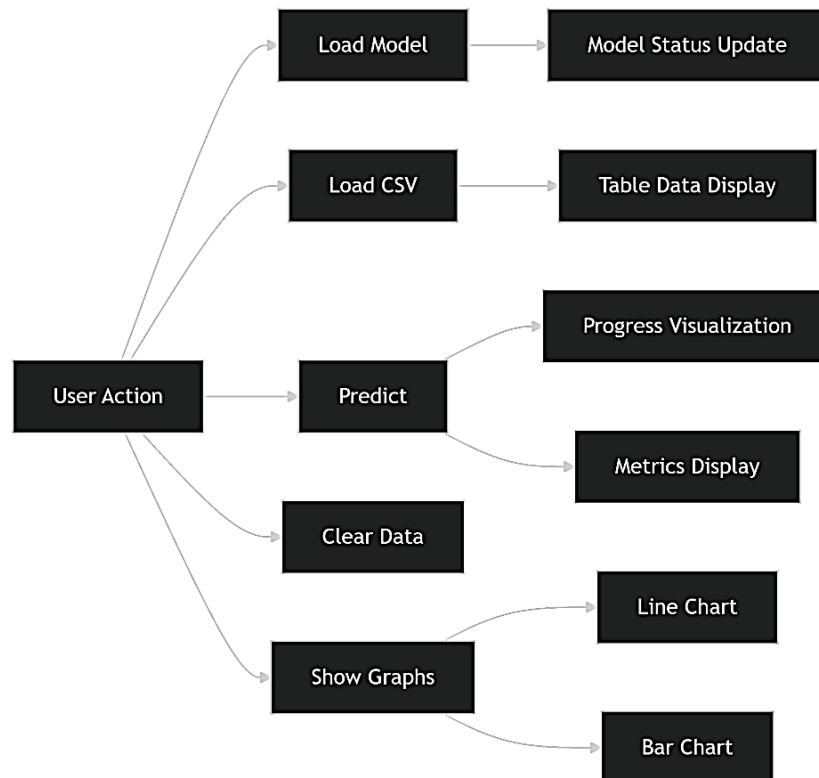 Load Model
Model Status Update
Load CSV
Table Data Display
Progress Visualization
User Action
Predict
Metrics Display
Clear Data
Line Chart
Show Graphs
Bar Chart